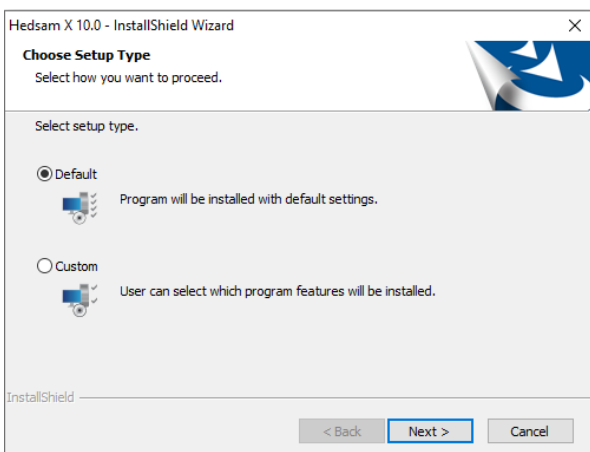 Hedsam X 10.0 - InstallShield Wizard
Choose Setup Type
Select how you want to proceed.
Select setup type.
Default
Program will be installed with default settings.
Custom
User can select which program features will be installed.
InstallShield
< Back Next > Cancel